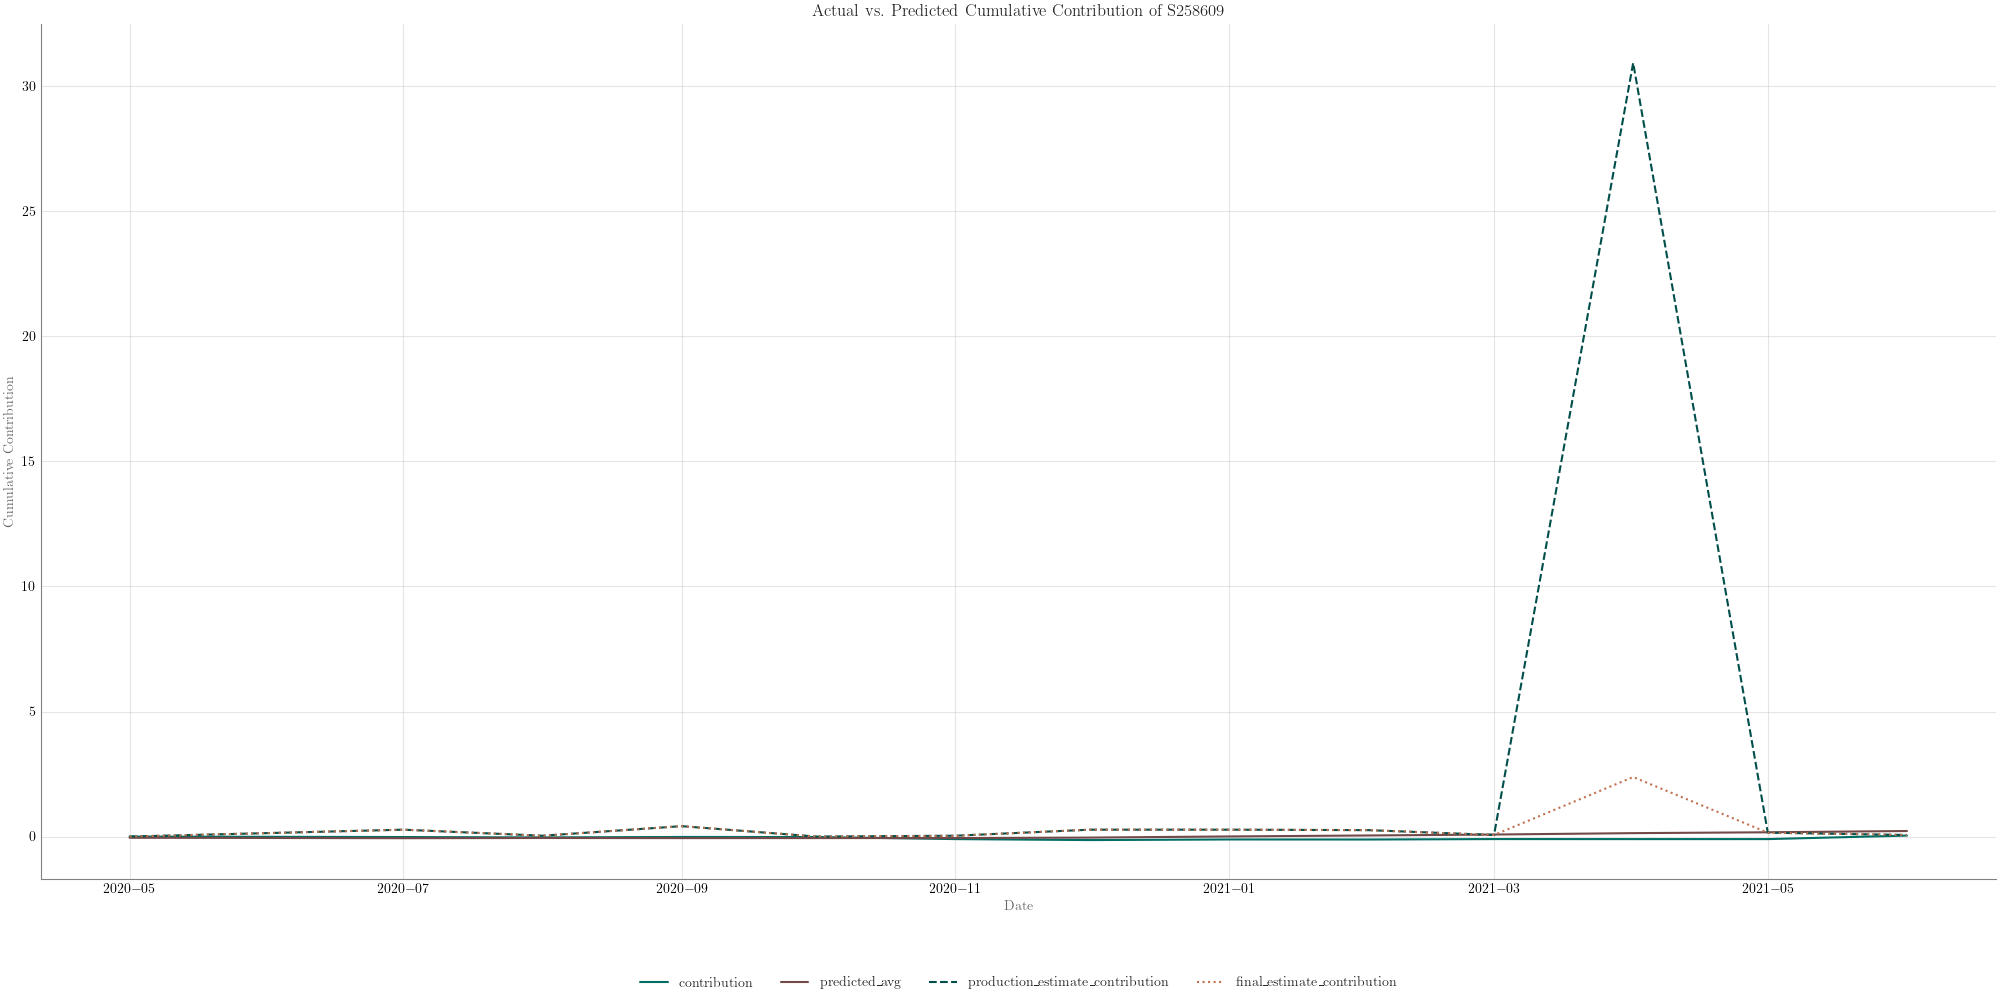 Actual vs. Predicted Cumulative Contribution of S258609
Cumulative Contribution
30
25
20
15
10
5
0
2020−05 2020−07 2020−09 2020−11 2021−01 2021−03 2021−05
Date
contribution predicted_avg production_estimate_contribution final_estimate_contribution